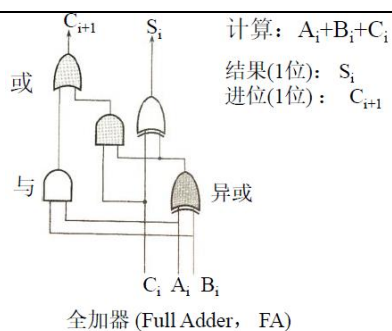 C_{i+1} S_i 计算：A_i+B_i+C_i
或 结果(1位)：S_i
进位(1位)：C_{i+1}
与 异或
C_i A_i B_i
全加器 (Full Adder, FA)